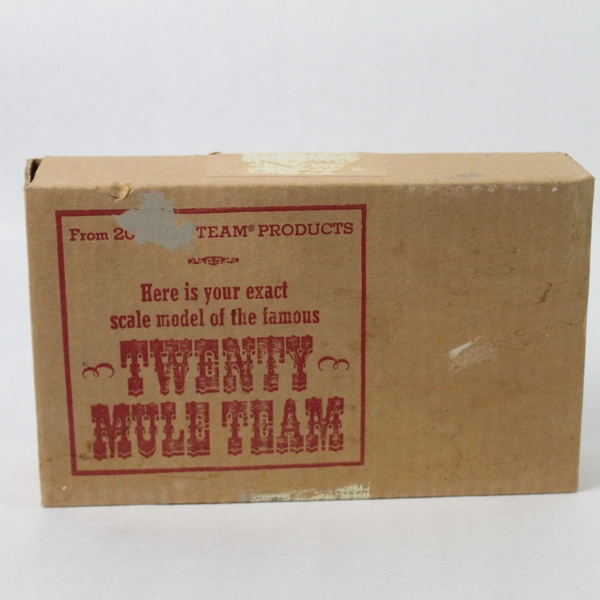 From 20 TEAM® PRODUCTS
Here is your exact
scale model of the famous
TWENTY
MULE TEAM